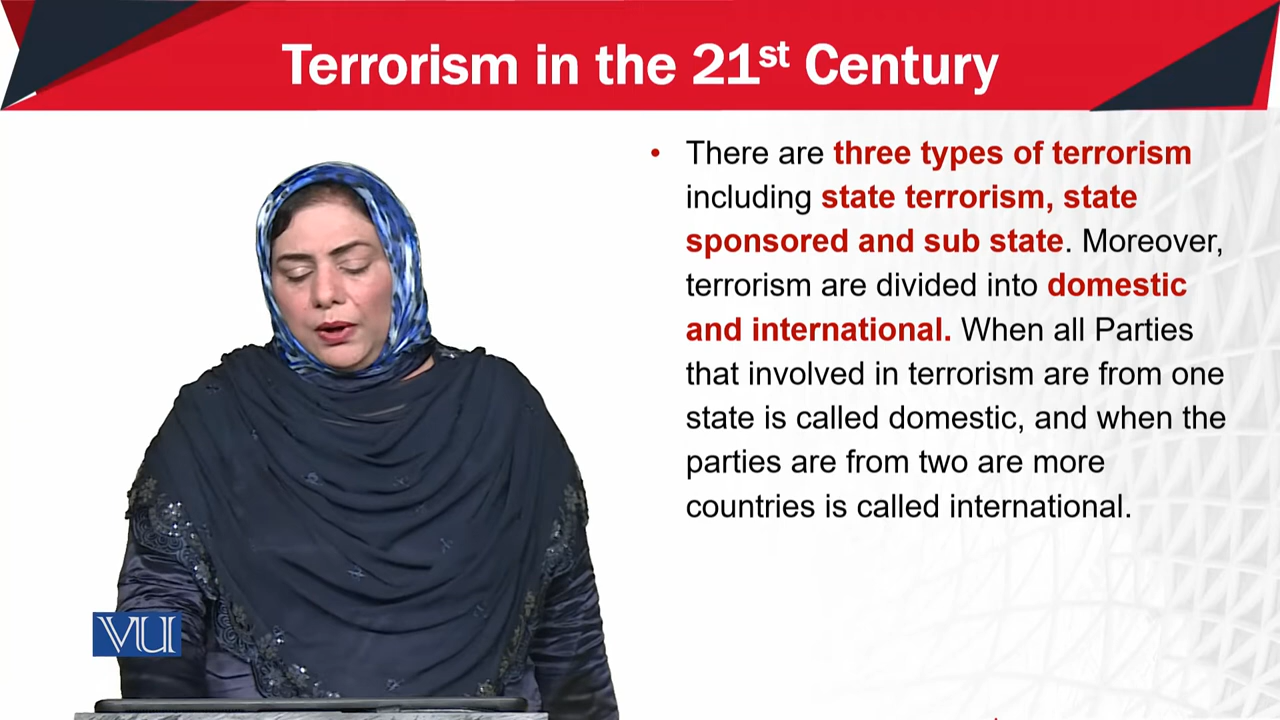 Terrorism in the 21st Century
• There are three types of terrorism
including state terrorism, state
sponsored and sub state. Moreover,
terrorism are divided into domestic
and international. When all Parties
that involved in terrorism are from one
state is called domestic, and when the
parties are from two are more
countries is called international.
VU